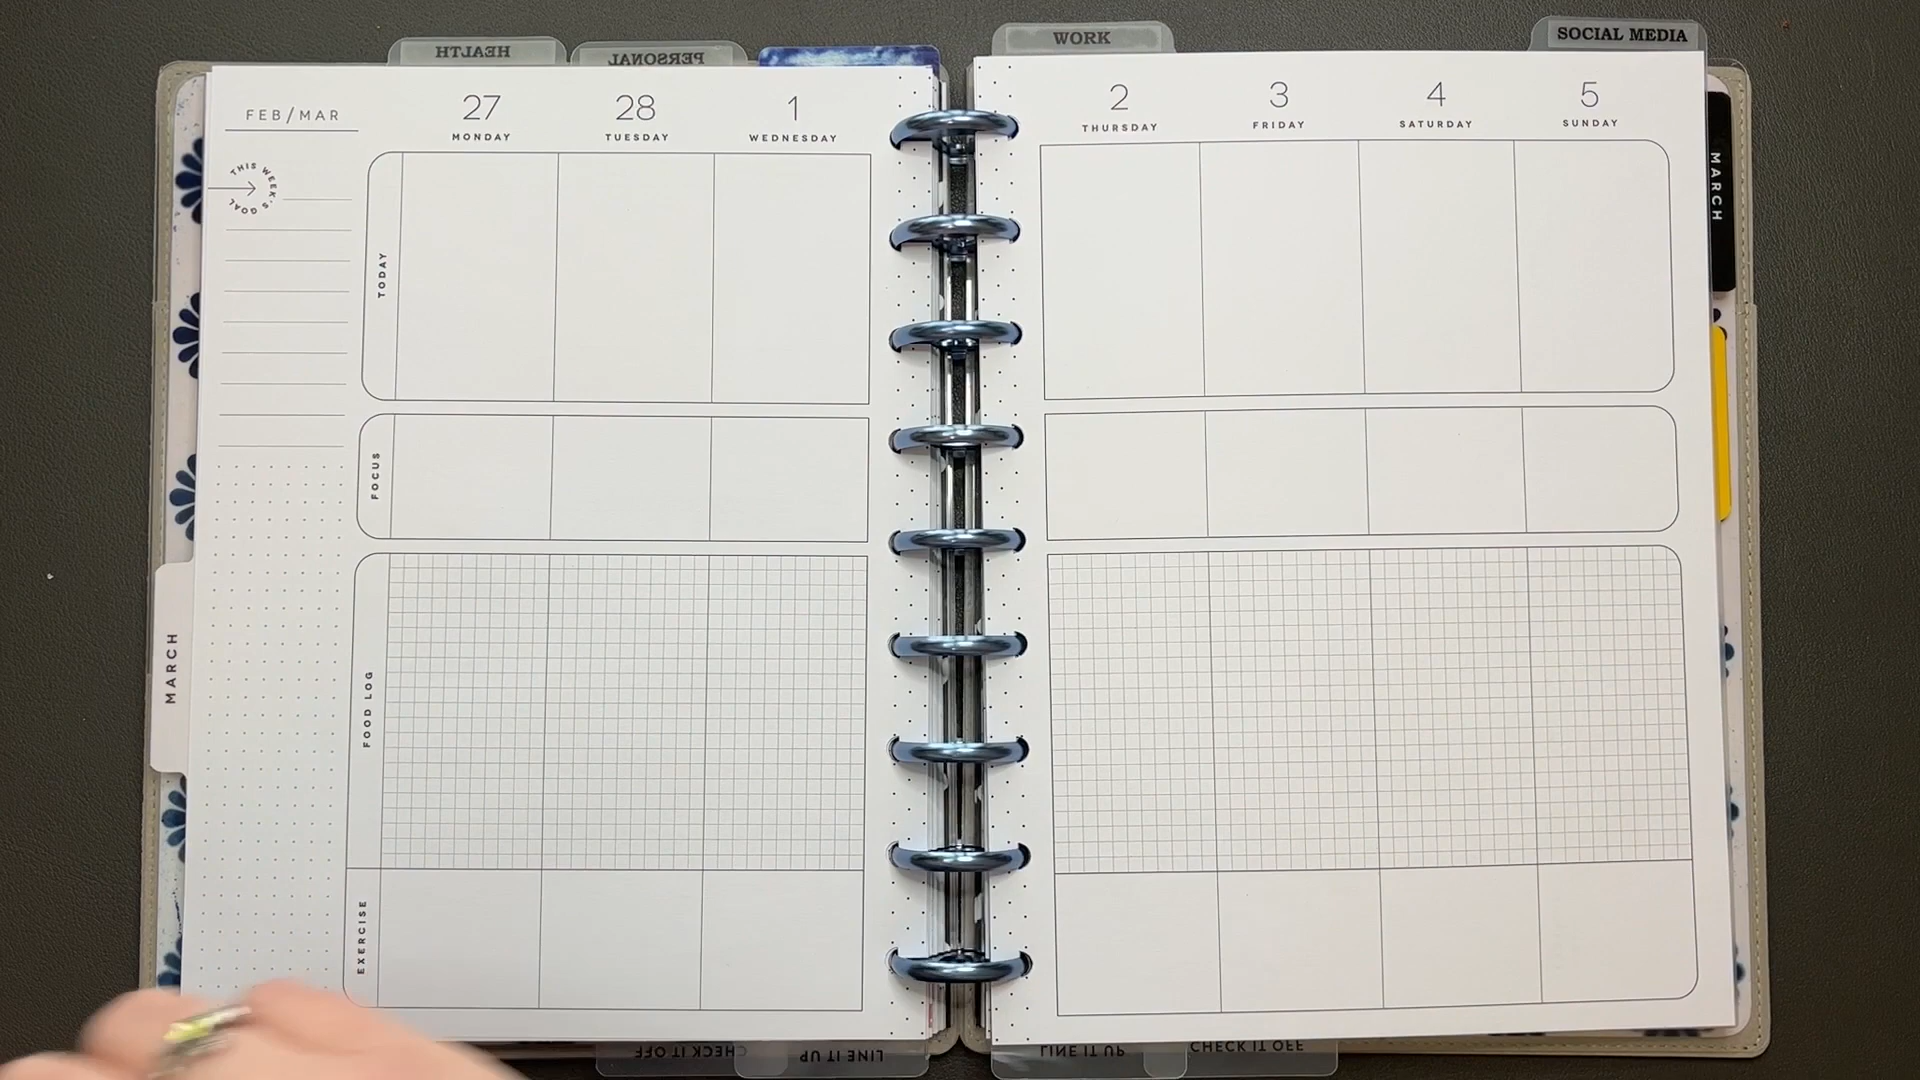 HEALTH
PERSONAL
WORK
SOCIAL MEDIA
FEB/MAR
27
MONDAY
28
TUESDAY
1
WEDNESDAY
2
THURSDAY
3
FRIDAY
4
SATURDAY
5
SUNDAY
THIS WEEK'S GOAL
TODAY
FOCUS
FOOD LOG
EXERCISE
MARCH
MARCH
CHECK IT OFF
LINE IT UP
LINE IT UP
CHECK IT OFF